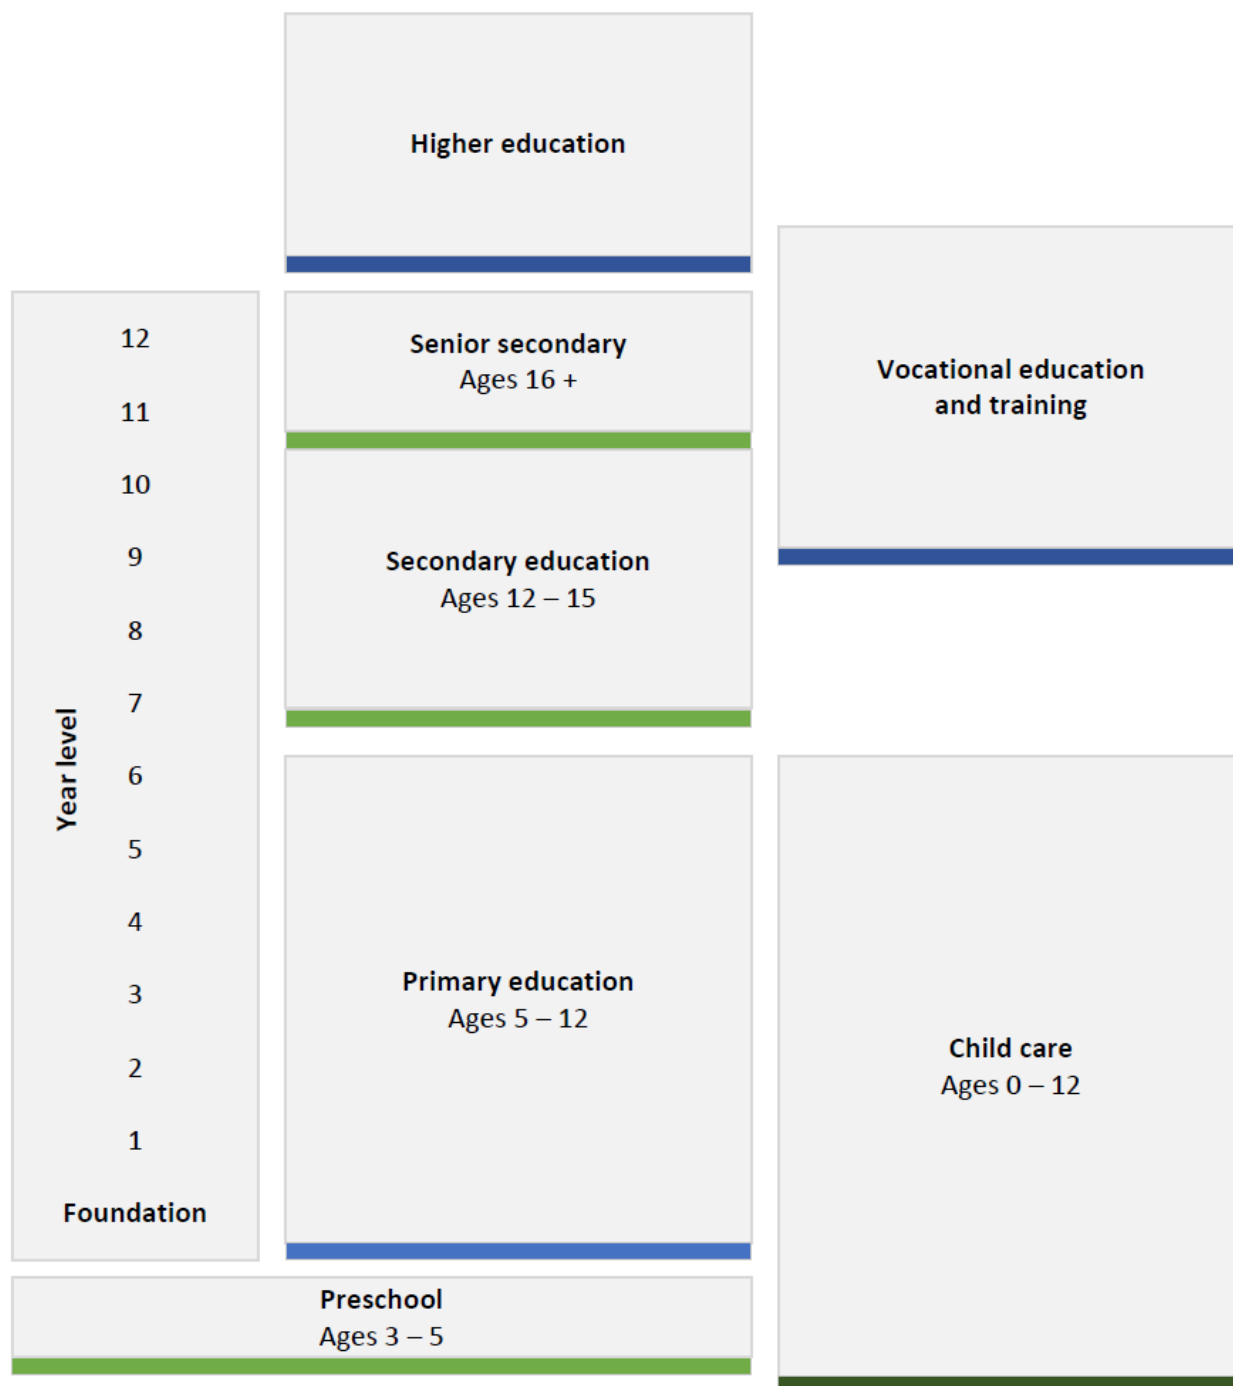 Higher education
Vocational education
and training
Senior secondary
Ages 16 +
Secondary education
Ages 12 – 15
Year level
12
11
10
9
8
7
6
5
4
3
2
1
Foundation
Primary education
Ages 5 – 12
Child care
Ages 0 – 12
Preschool
Ages 3 – 5